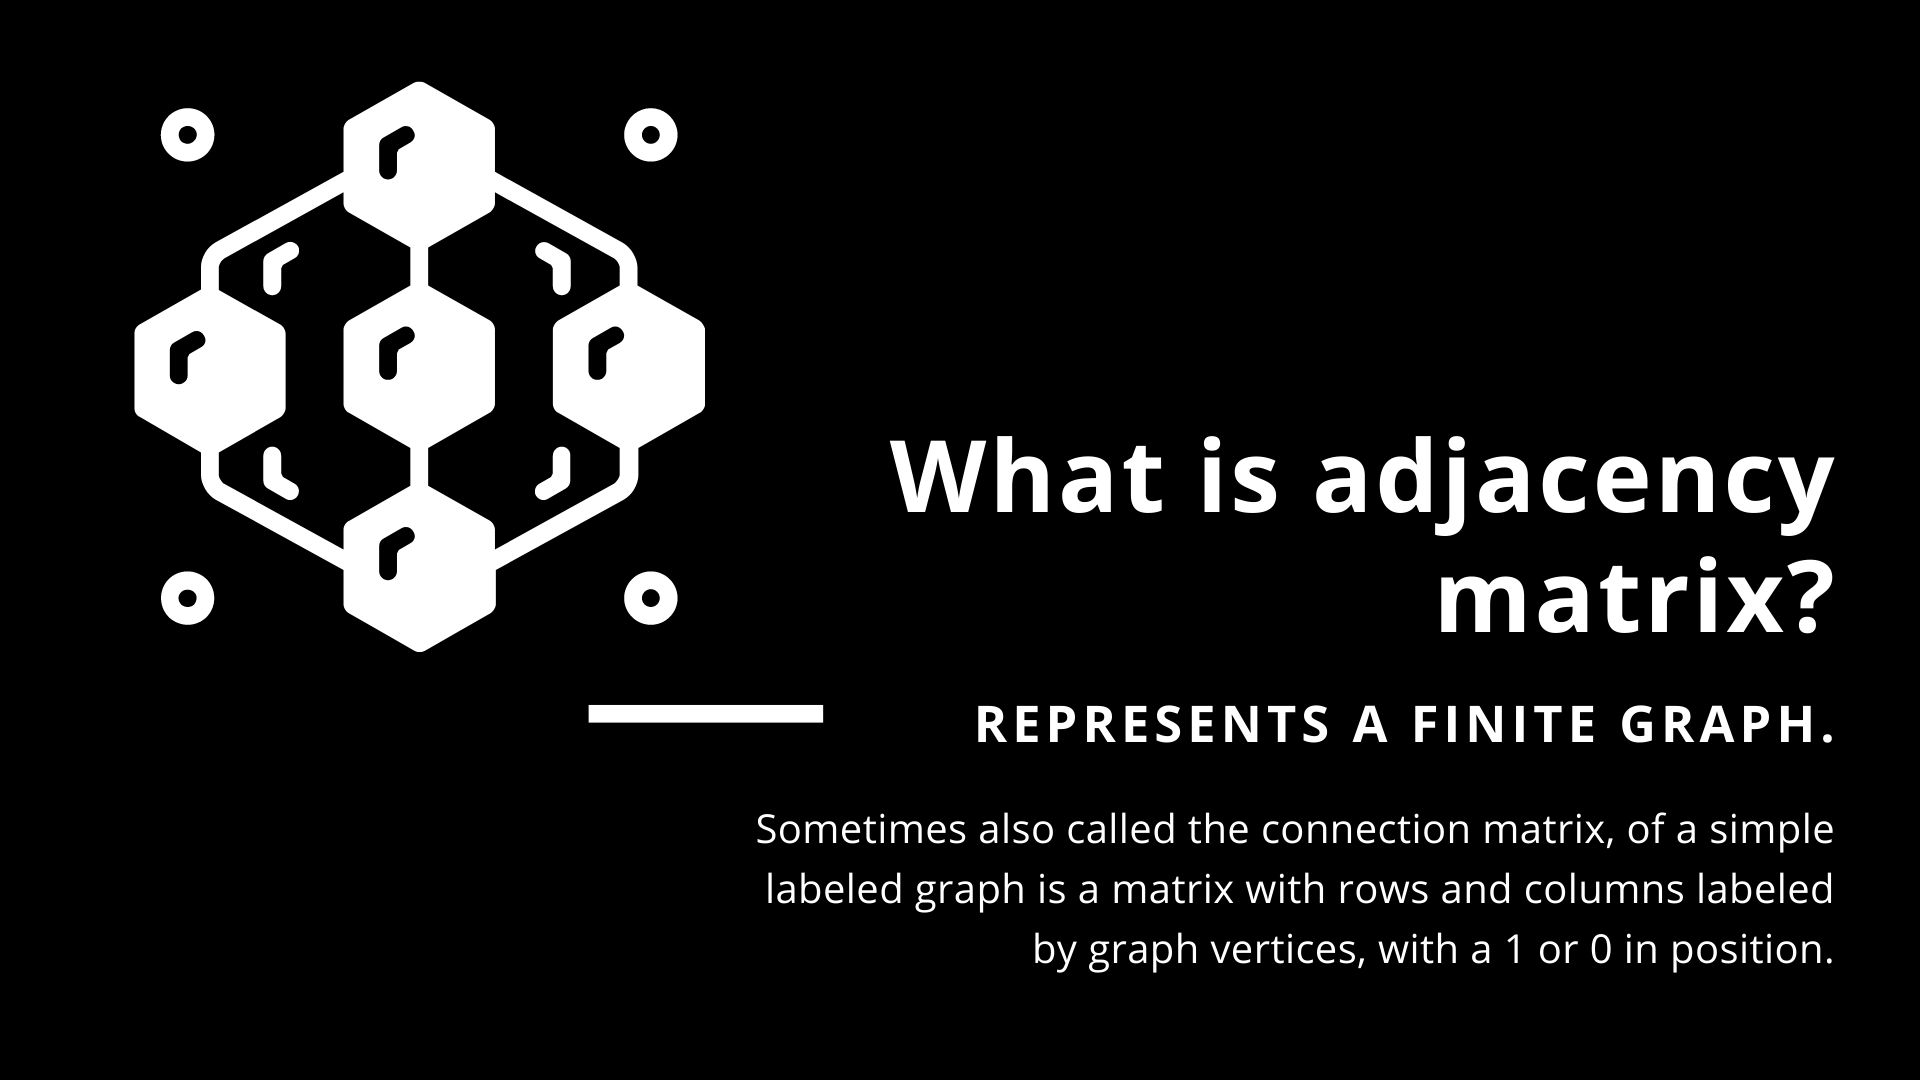 What is adjacency
matrix?
REPRESENTS A FINITE GRAPH.
Sometimes also called the connection matrix, of a simple
labeled graph is a matrix with rows and columns labeled
by graph vertices, with a 1 or 0 in position.